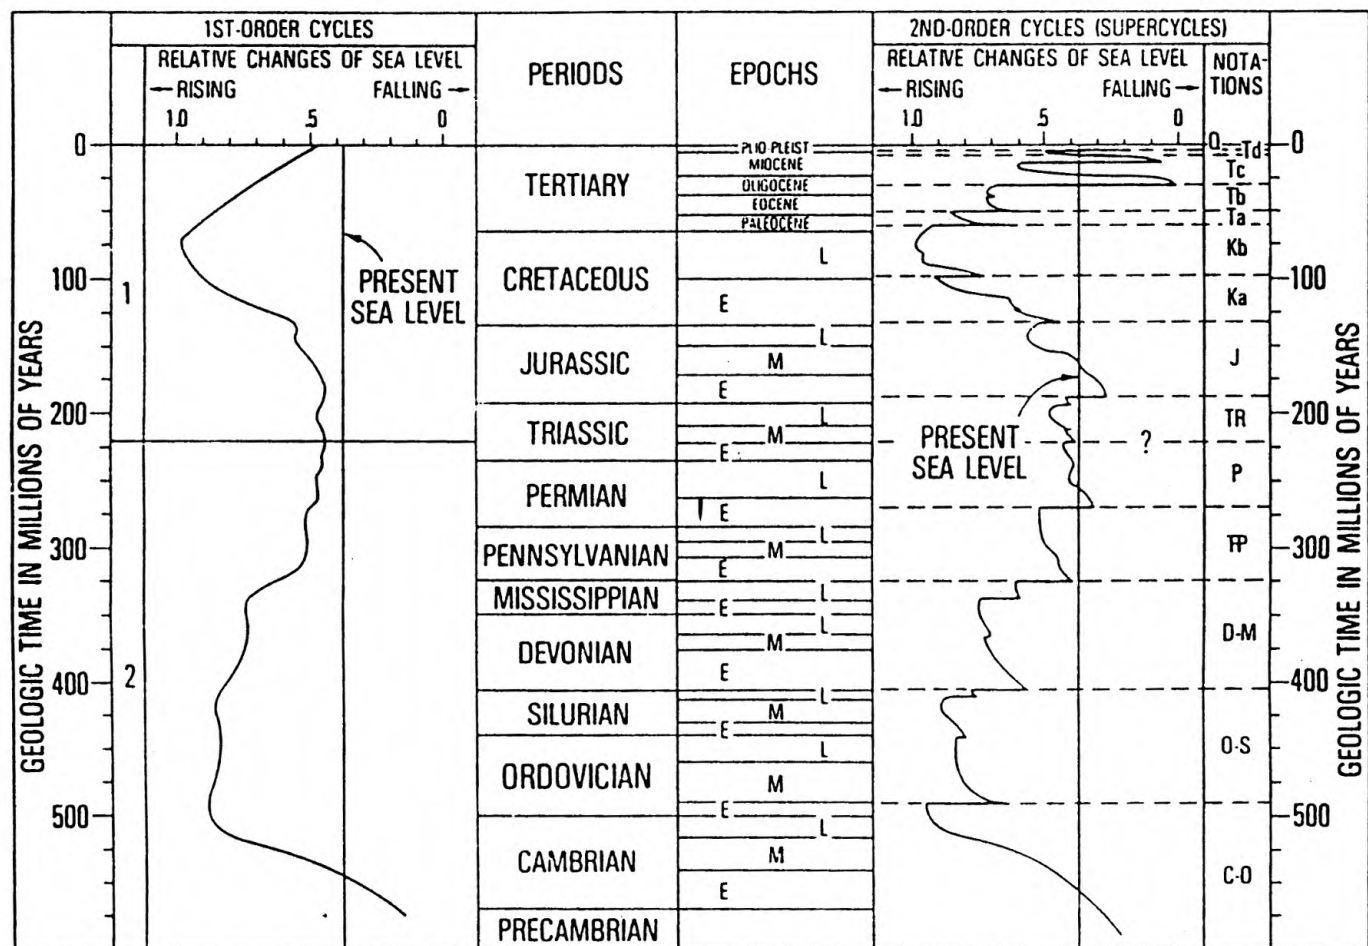 1ST-ORDER CYCLES
RELATIVE CHANGES OF SEA LEVEL
←RISING FALLING→
1.0 .5 0
PERIODS
EPOCHS
2ND-ORDER CYCLES (SUPERCYCLES)
RELATIVE CHANGES OF SEA LEVEL
←RISING FALLING→
1.0 .5 0
NOTA-
TIONS
GEOLOGIC TIME IN MILLIONS OF YEARS
0
100
200
300
400
500
1
2
PRESENT
SEA LEVEL
TERTIARY
CRETACEOUS
JURASSIC
TRIASSIC
PERMIAN
PENNSYLVANIAN
MISSISSIPPIAN
DEVONIAN
SILURIAN
ORDOVICIAN
CAMBRIAN
PRECAMBRIAN
PLIO-PLEIST
MIOCENE
OLIGOCENE
EOCENE
PALEOCENE
L
E
L
M
E
L
M
E
L
E
L
M
E
L
E
L
M
E
L
M
E
L
M
E
L
M
E
PRESENT
SEA LEVEL
?
Q
Td
Tc
Tb
Ta
Kb
Ka
J
TR
P
D-M
O-S
C-O
0
100
200
300
400
500
GEOLOGIC TIME IN MILLIONS OF YEARS